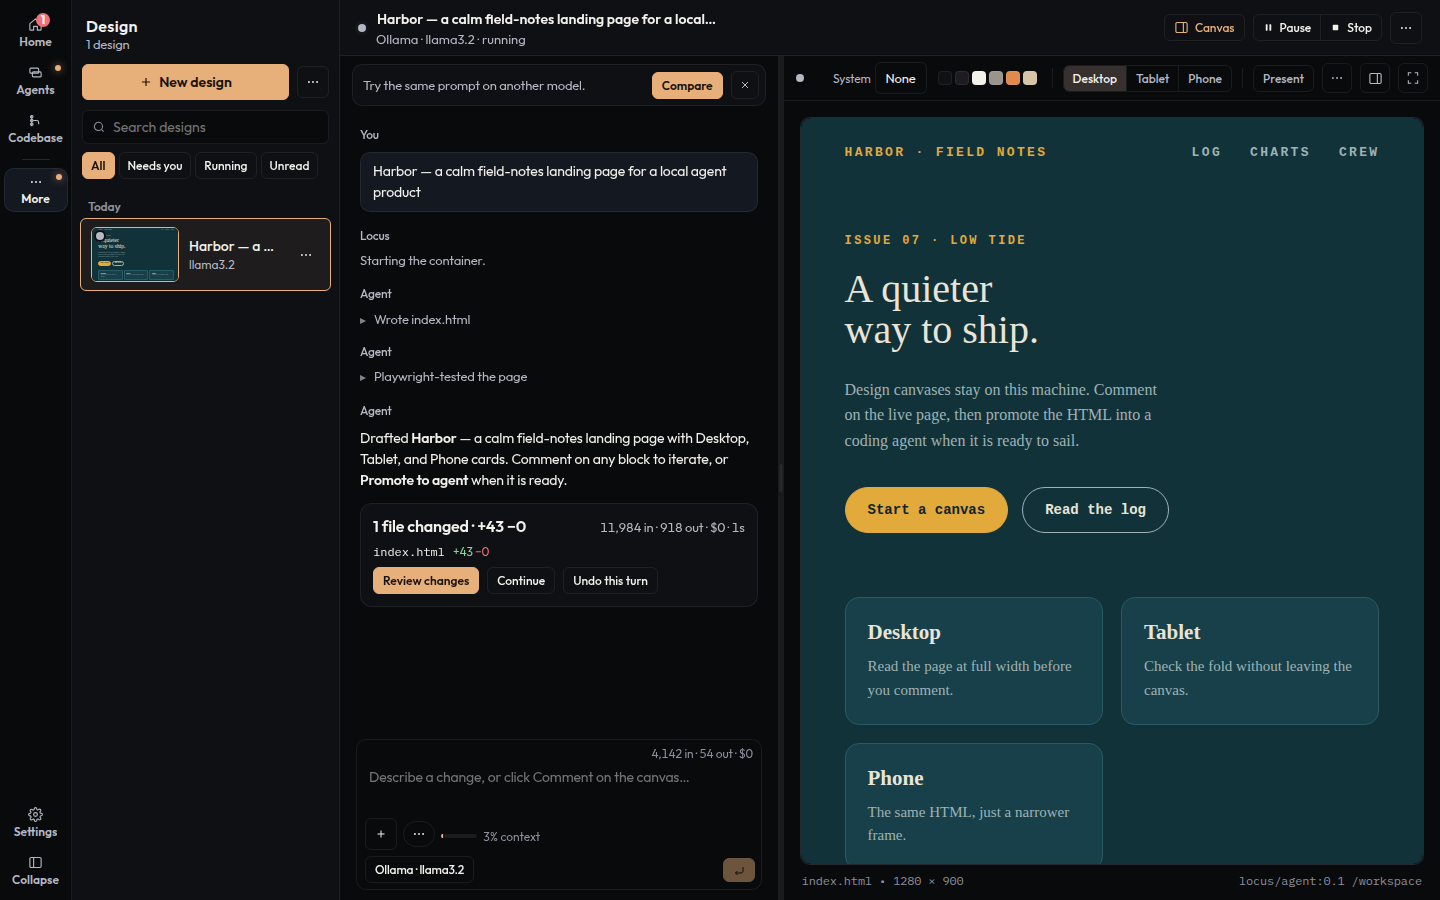 1
Home
Agents
Codebase
More
Settings
Collapse
Design
1 design
New design
Search designs
All
Needs you
Running
Unread
Today
Harbor — a ...
llama3.2
Harbor — a calm field-notes landing page for a local...
Ollama · llama3.2 · running
Canvas
Pause
Stop
Try the same prompt on another model.
Compare
You
Harbor — a calm field-notes landing page for a local agent
product
Locus
Starting the container.
Agent
Wrote index.html
Agent
Playwright-tested the page
Agent
Drafted Harbor — a calm field-notes landing page with Desktop,
Tablet, and Phone cards. Comment on any block to iterate, or
Promote to agent when it is ready.
1 file changed · +43 −0
11,984 in · 918 out · $0 · 1s
index.html +43 −0
Review changes
Continue
Undo this turn
4,142 in · 54 out · $0
Describe a change, or click Comment on the canvas...
3% context
Ollama · llama3.2
System
None
Desktop
Tablet
Phone
Present
HARBOR · FIELD NOTES
LOG
CHARTS
CREW
ISSUE 07 · LOW TIDE
A quieter
way to ship.
Design canvases stay on this machine. Comment
on the live page, then promote the HTML into a
coding agent when it is ready to sail.
Start a canvas
Read the log
Desktop
Read the page at full width before
you comment.
Tablet
Check the fold without leaving the
canvas.
Phone
The same HTML, just a narrower
frame.
index.html • 1280 × 900
locus/agent:0.1 /workspace